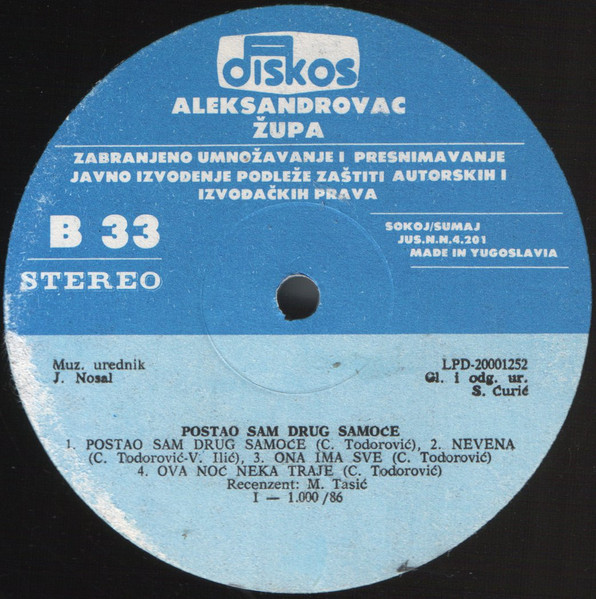 diskos
ALEKSANDROVAC
ŽUPA
ZABRANJENO UMNOŽAVANJE I PRESNIMAVANJE
JAVNO IZVOĐENJE PODLEŽE ZAŠTITI AUTORSKIH I
IZVOĐAČKIH PRAVA
B 33
STEREO
SOKOJ/SUMAJ
JUS.N.N.4.201
MADE IN YUGOSLAVIA
Muz. urednik
J. Nosal
LPD-20001252
Gl. i odg. ur.
S. Ćurić
POSTAO SAM DRUG SAMOĆE
1. POSTAO SAM DRUG SAMOĆE (C. Todorović), 2. NEVENA
(C. Todorović-V. Ilić), 3. ONA IMA SVE (C. Todorović)
4. OVA NOĆ NEKA TRAJE (C. Todorović)
Recenzent: M. Tasić
I — 1.000/86